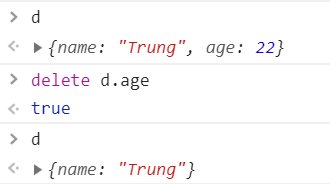 > d
<· ▶{name: "Trung", age: 22}
> delete d.age
<· true
> d
<· ▶{name: "Trung"}